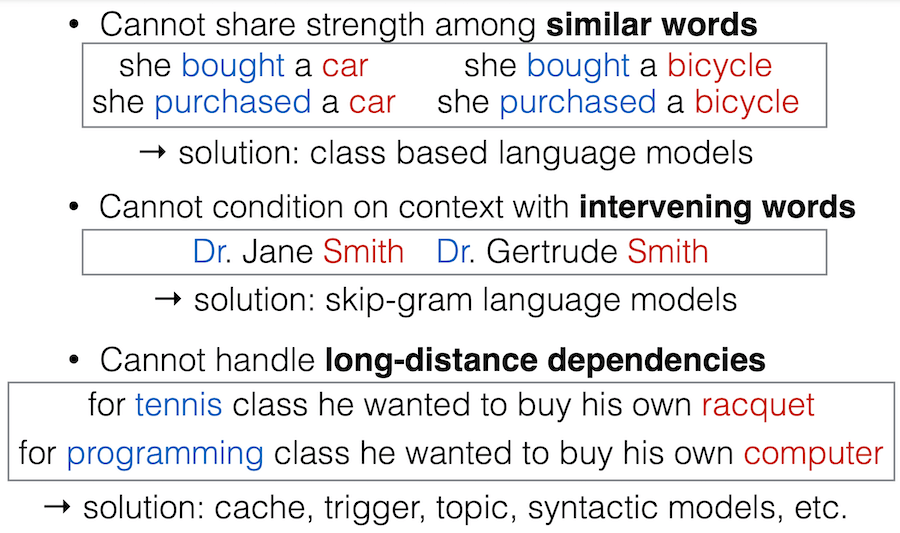 • Cannot share strength among similar words
she bought a car she bought a bicycle
she purchased a car she purchased a bicycle
→ solution: class based language models
• Cannot condition on context with intervening words
Dr. Jane Smith Dr. Gertrude Smith
→ solution: skip-gram language models
• Cannot handle long-distance dependencies
for tennis class he wanted to buy his own racquet
for programming class he wanted to buy his own computer
→ solution: cache, trigger, topic, syntactic models, etc.